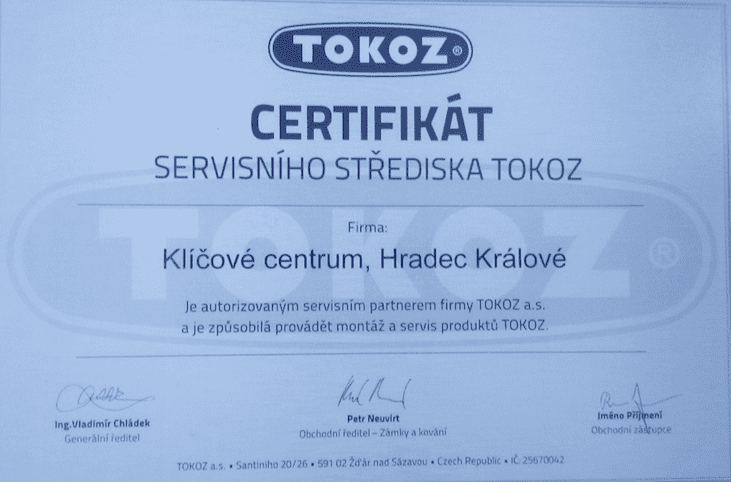 TOKOZ®
CERTIFIKÁT
SERVISNÍHO STŘEDISKA TOKOZ
TOKOZ®
Firma:
Klíčové centrum, Hradec Králové
Je autorizovaným servisním partnerem firmy TOKOZ a.s.
a je způsobilá provádět montáž a servis produktů TOKOZ.
Ing.Vladimír Chládek
Generální ředitel
Petr Neuvirt
Obchodní ředitel – Zámky a kování
Jméno Příjmení
Obchodní zástupce
TOKOZ a.s. • Santiniho 20/26 • 591 02 Žďár nad Sázavou • Czech Republic • IČ: 25670042